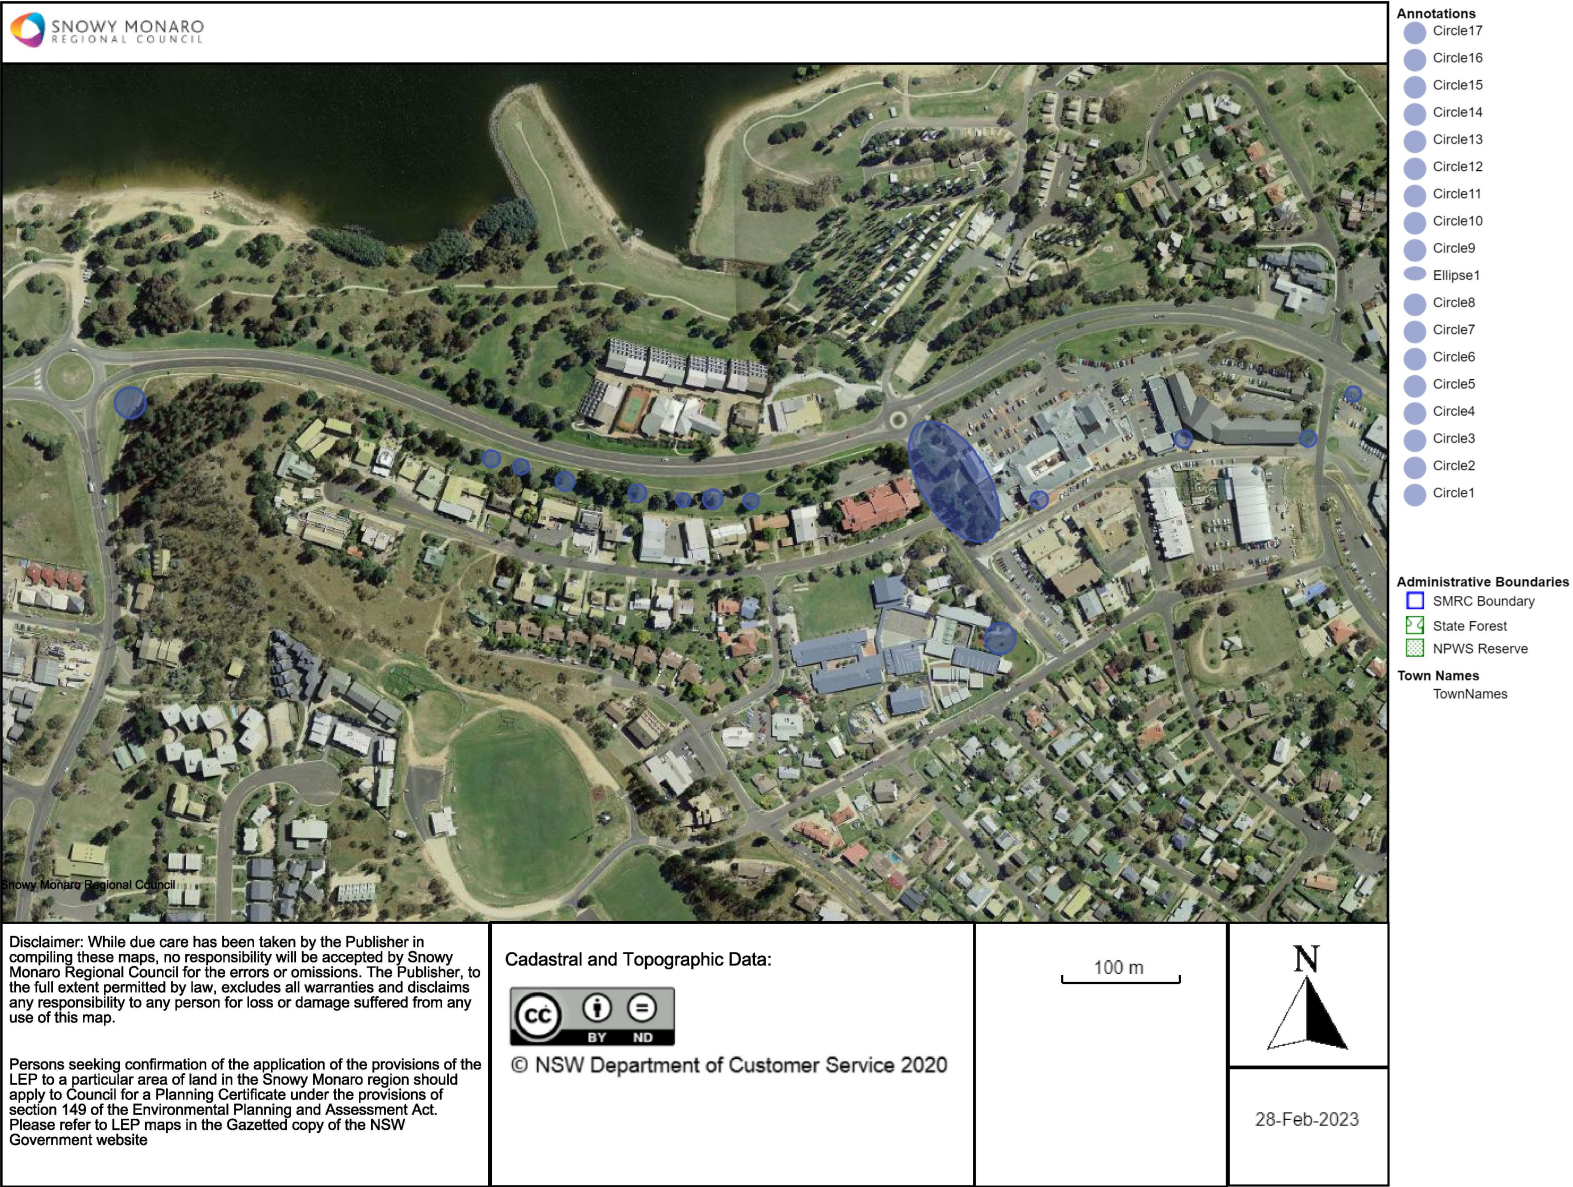 SNOWY MONARO
REGIONAL COUNCIL
Snowy Monaro Regional Council
Annotations
Circle17
Circle16
Circle15
Circle14
Circle13
Circle12
Circle11
Circle10
Circle9
Ellipse1
Circle8
Circle7
Circle6
Circle5
Circle4
Circle3
Circle2
Circle1
Administrative Boundaries
SMRC Boundary
State Forest
NPWS Reserve
Town Names
TownNames
Disclaimer: While due care has been taken by the Publisher in
compiling these maps, no responsibility will be accepted by Snowy
Monaro Regional Council for the errors or omissions. The Publisher, to
the full extent permitted by law, excludes all warranties and disclaims
any responsibility to any person for loss or damage suffered from any
use of this map.
Persons seeking confirmation of the application of the provisions of the
LEP to a particular area of land in the Snowy Monaro region should
apply to Council for a Planning Certificate under the provisions of
section 149 of the Environmental Planning and Assessment Act.
Please refer to LEP maps in the Gazetted copy of the NSW
Government website
Cadastral and Topographic Data:
cc
BY ND
© NSW Department of Customer Service 2020
100 m
N
28-Feb-2023